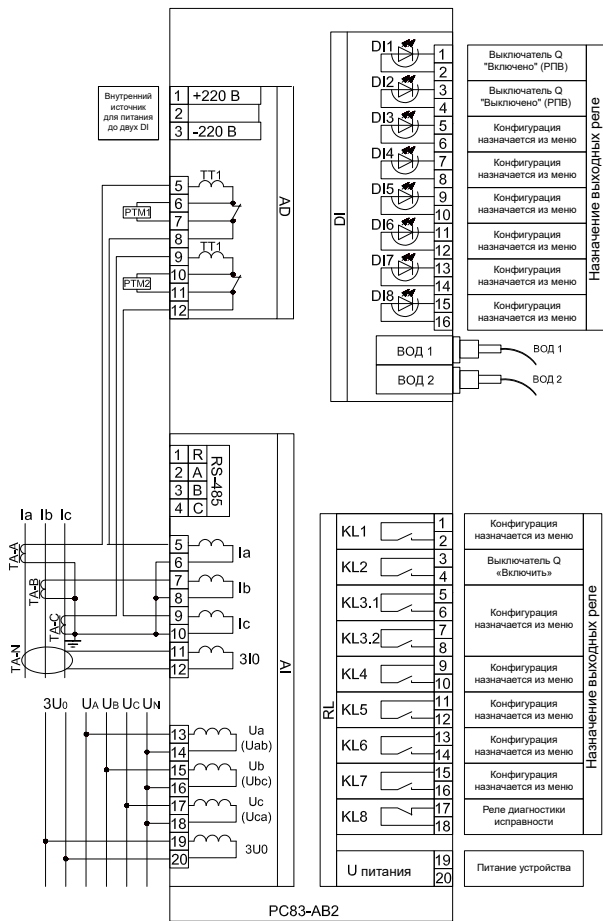 Внутренний
источник
для питания
до двух DI
1 +220 В
2
3 -220 В
5
6
7
8
9
10
11
12
TT1
TT1
РТМ1
РТМ2
AD
DI
DI1
DI2
DI3
DI4
DI5
DI6
DI7
DI8
1
2
3
4
5
6
7
8
9
10
11
12
13
14
15
16
Выключатель Q
"Включено" (РПВ)
Выключатель Q
"Выключено" (РПВ)
Конфигурация
назначается из меню
Конфигурация
назначается из меню
Конфигурация
назначается из меню
Конфигурация
назначается из меню
Конфигурация
назначается из меню
Конфигурация
назначается из меню
Назначение выходных реле
ВОД 1
ВОД 1
ВОД 2
ВОД 2
1 R
2 A
3 B
4 C
RS-485
Ia Ib Ic
TA-A
TA-B
TA-C
TA-N
5
6
7
8
9
10
11
12
Ia
Ib
Ic
3I0
AI
3U0 UA UB UC UN
13
14
15
16
17
18
19
20
Ua
(Uab)
Ub
(Ubc)
Uc
(Uca)
3U0
RL
KL1
KL2
KL3.1
KL3.2
KL4
KL5
KL6
KL7
KL8
U питания
1
2
3
4
5
6
7
8
9
10
11
12
13
14
15
16
17
18
19
20
Конфигурация
назначается из меню
Выключатель Q
«Включить»
Конфигурация
назначается из меню
Конфигурация
назначается из меню
Конфигурация
назначается из меню
Конфигурация
назначается из меню
Конфигурация
назначается из меню
Реле диагностики
исправности
Питание устройства
Назначение выходных реле
РС83-АВ2